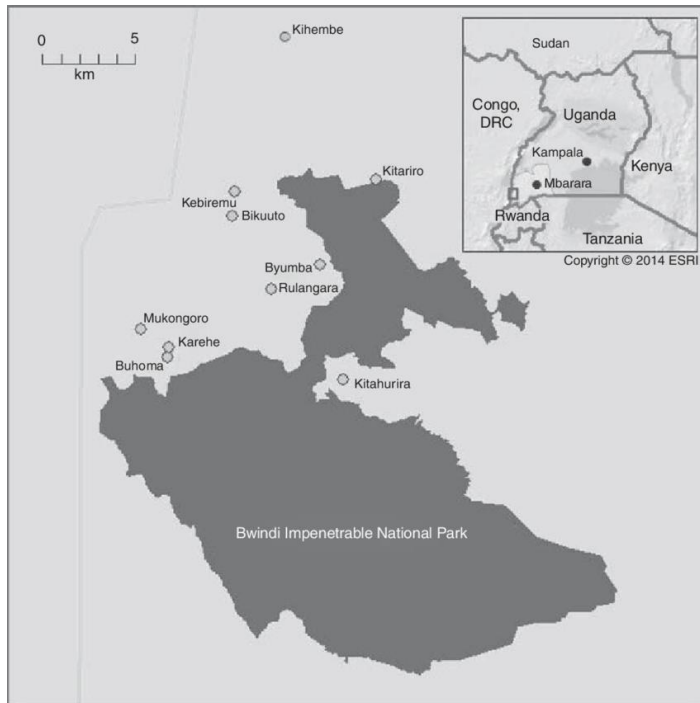 0
5
km
Kihembe
Kitariro
Kebiremu
Bikuuto
Byumba
Rulangara
Mukongoro
Karehe
Buhoma
Kitahurira
Bwindi Impenetrable National Park
Sudan
Congo,
DRC
Uganda
Kampala
Kenya
Mbarara
Rwanda
Tanzania
Copyright © 2014 ESRI